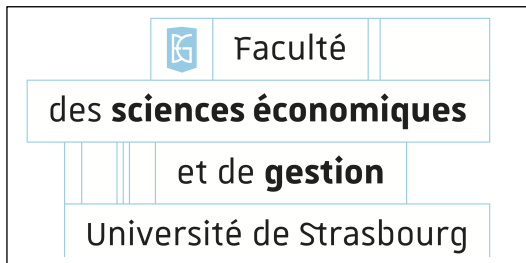 Faculté
des sciences économiques
et de gestion
Université de Strasbourg